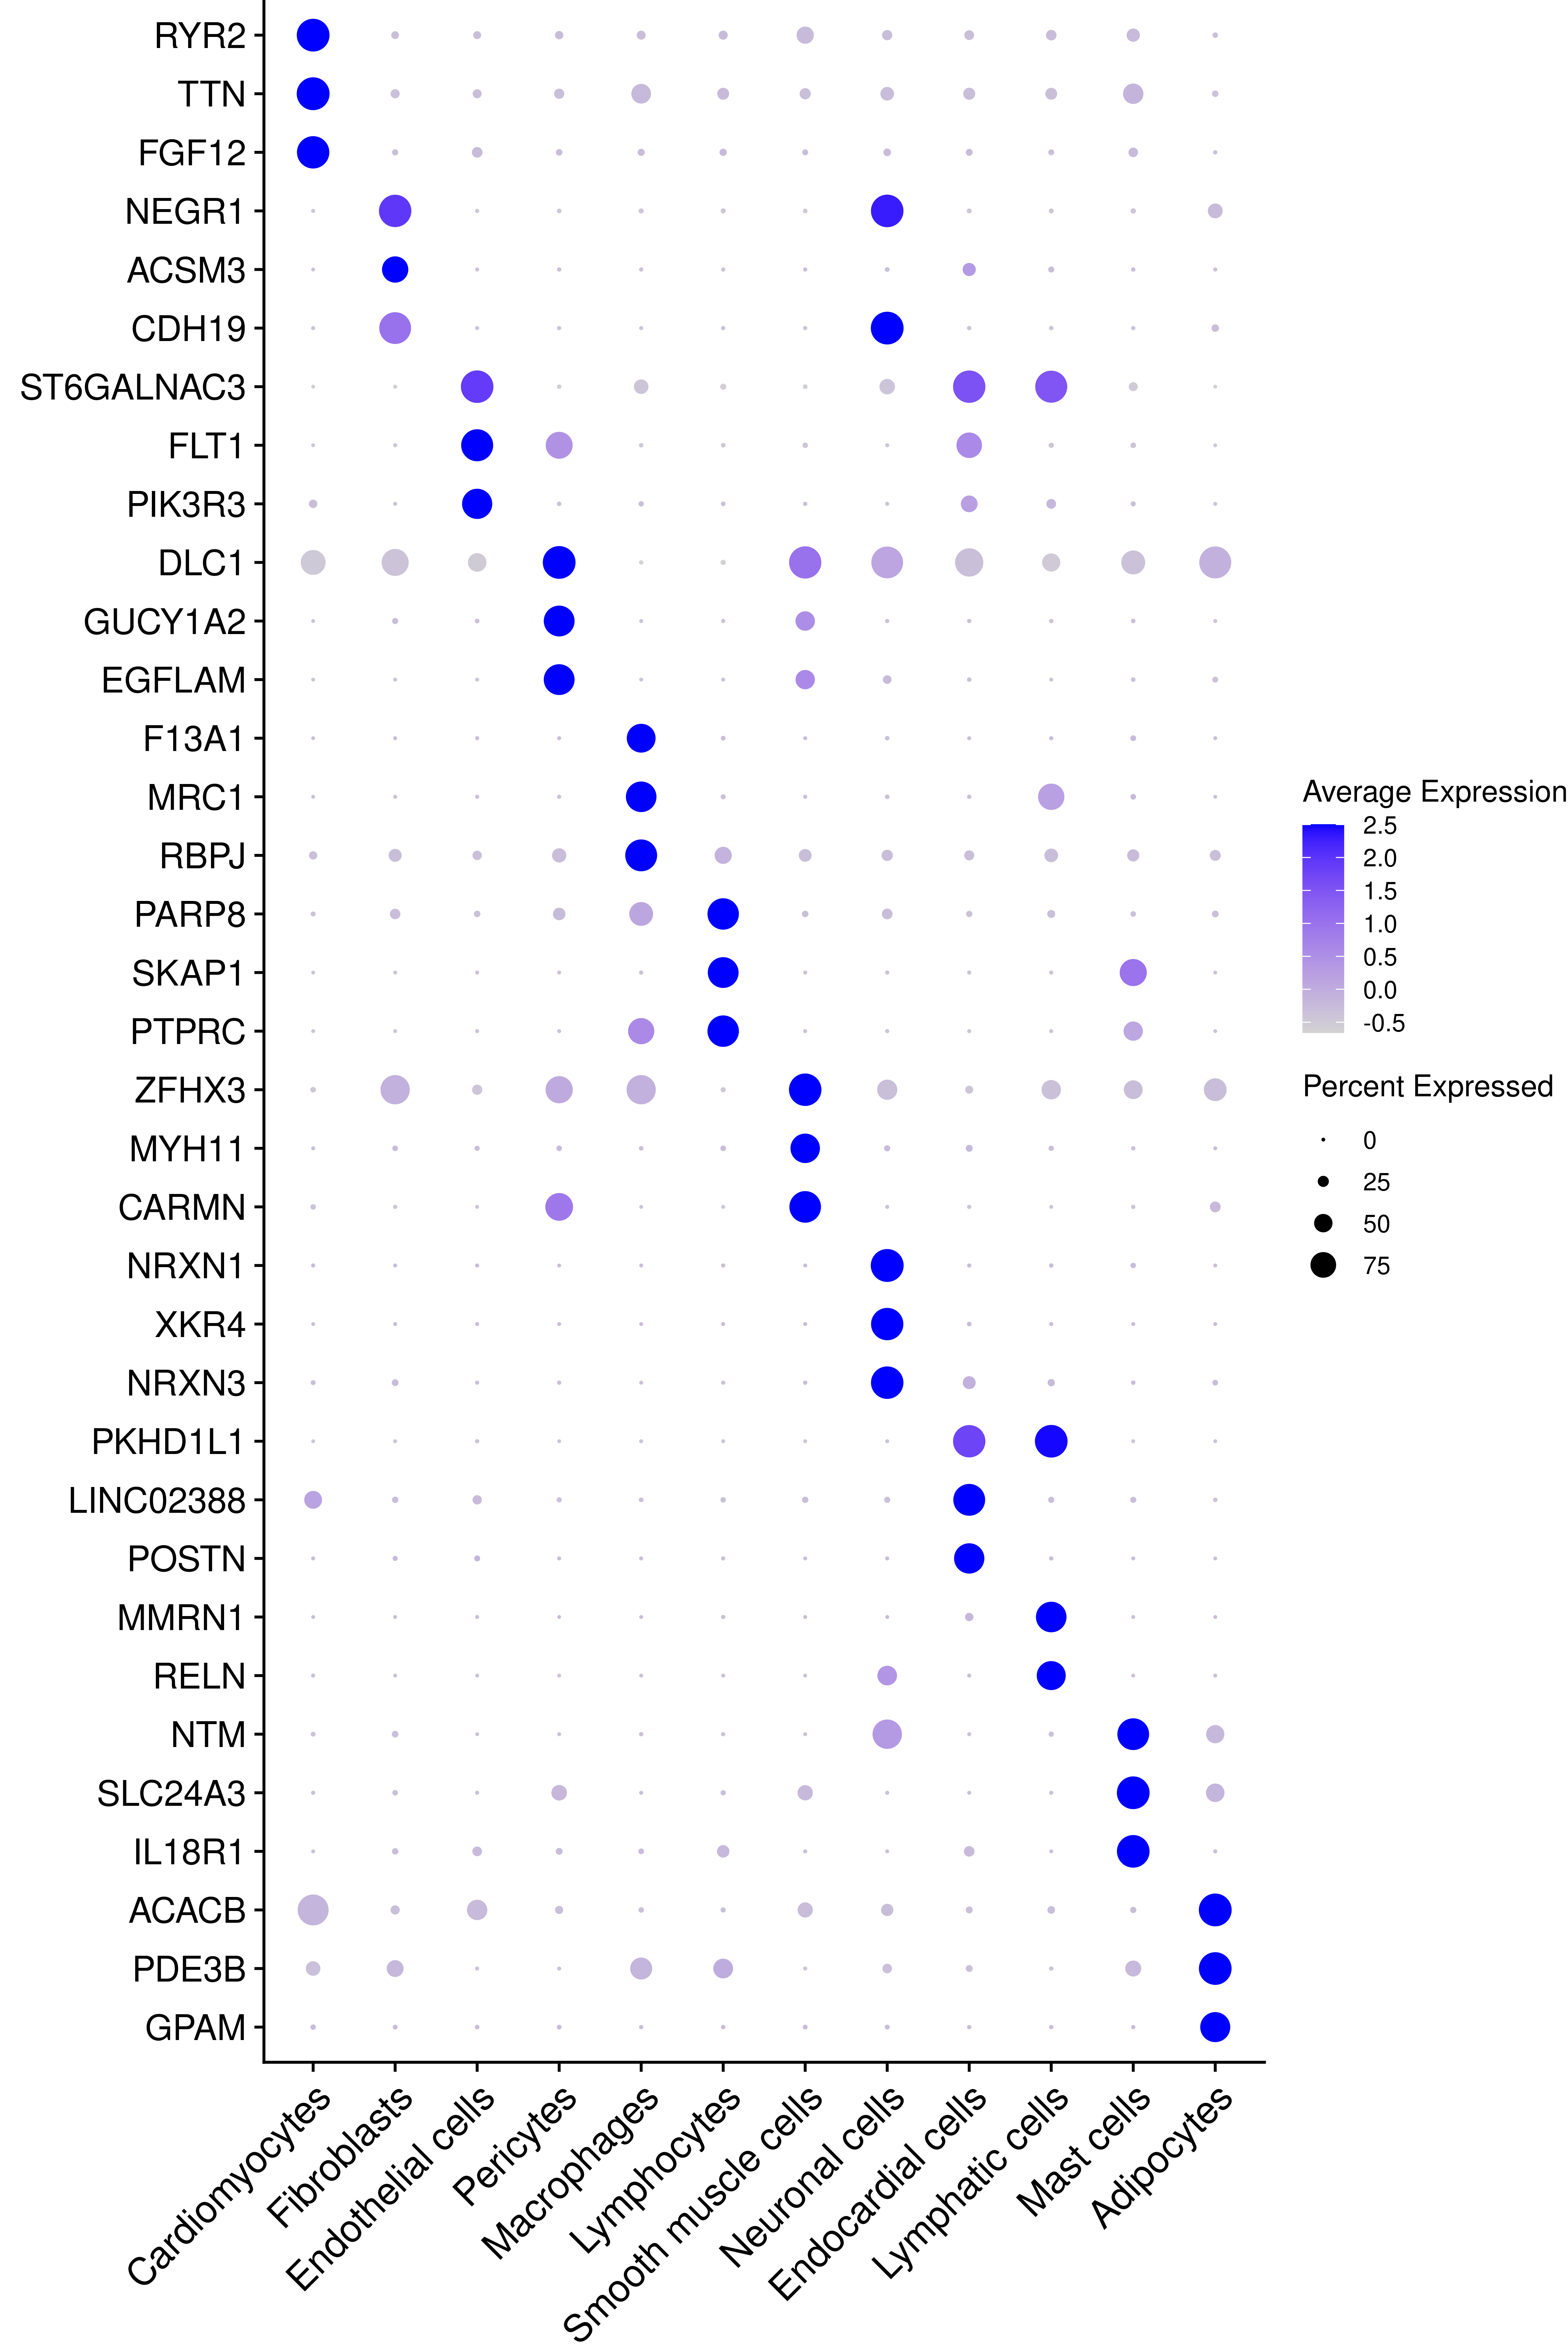 RYR2
TTN
FGF12
NEGR1
ACSM3
CDH19
ST6GALNAC3
FLT1
PIK3R3
DLC1
GUCY1A2
EGFLAM
F13A1
MRC1
RBPJ
PARP8
SKAP1
PTPRC
ZFHX3
MYH11
CARMN
NRXN1
XKR4
NRXN3
PKHD1L1
LINC02388
POSTN
MMRN1
RELN
NTM
SLC24A3
IL18R1
ACACB
PDE3B
GPAM
Cardiomyocytes
Fibroblasts
Endothelial cells
Pericytes
Macrophages
Lymphocytes
Smooth muscle cells
Neuronal cells
Endocardial cells
Lymphatic cells
Mast cells
Adipocytes
Average Expression
2.5
2.0
1.5
1.0
0.5
0.0
-0.5
Percent Expressed
0
25
50
75